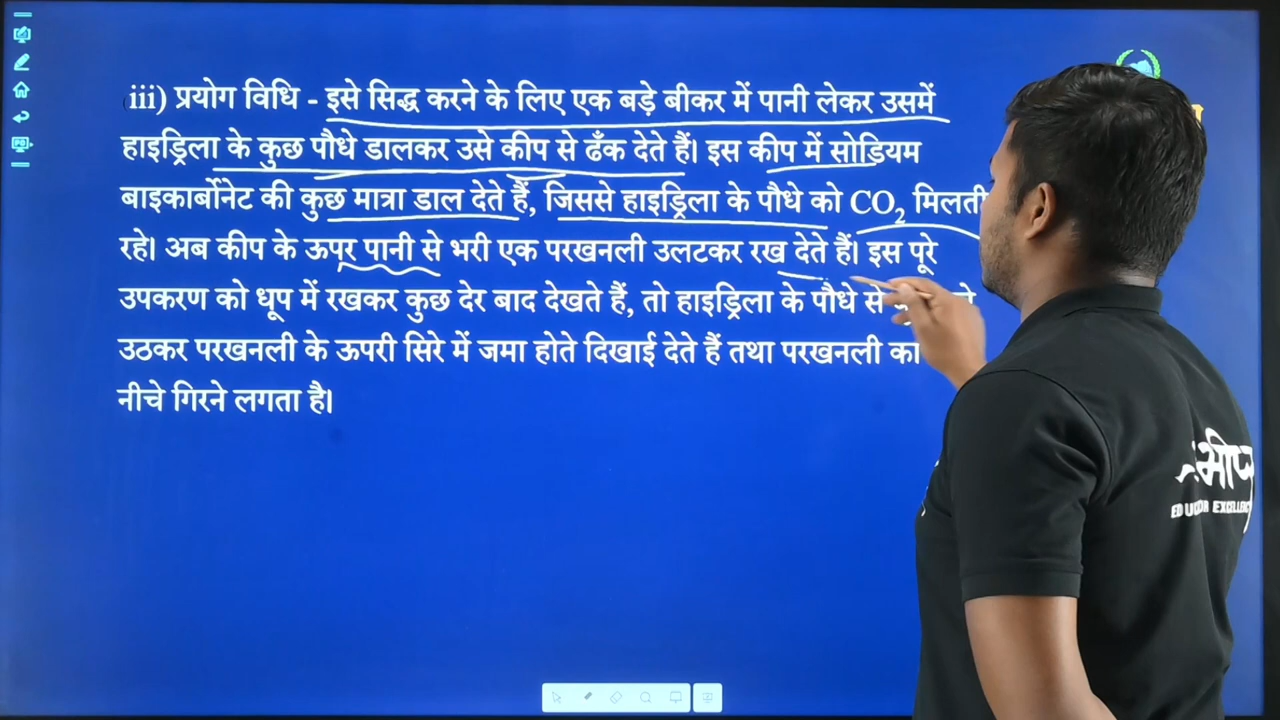 iii) प्रयोग विधि - इसे सिद्ध करने के लिए एक बड़े बीकर में पानी लेकर उसमें
हाइड्रिला के कुछ पौधे डालकर उसे कीप से ढँक देते हैं। इस कीप में सोडियम
बाइकार्बोनेट की कुछ मात्रा डाल देते हैं, जिससे हाइड्रिला के पौधे को CO₂ मिलती
रहे। अब कीप के ऊपर पानी से भरी एक परखनली उलटकर रख देते हैं। इस पूरे
उपकरण को धूप में रखकर कुछ देर बाद देखते हैं, तो हाइड्रिला के पौधे से
उठकर परखनली के ऊपरी सिरे में जमा होते दिखाई देते हैं तथा परखनली का
नीचे गिरने लगता है।